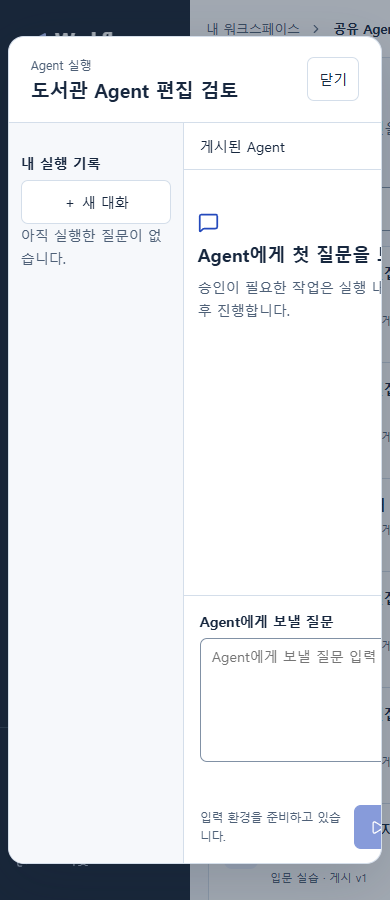 내 워크스페이스 > 공유
Agent 실행
도서관 Agent 편집 검토
닫기
내 실행 기록
+ 새 대화
아직 실행한 질문이 없
습니다.
게시된 Agent
Agent에게 첫 질문을
승인이 필요한 작업은 실행
후 진행합니다.
Agent에게 보낼 질문
Agent에게 보낼 질문 입력
입력 환경을 준비하고 있습
니다.
입문 실습 · 게시 v1